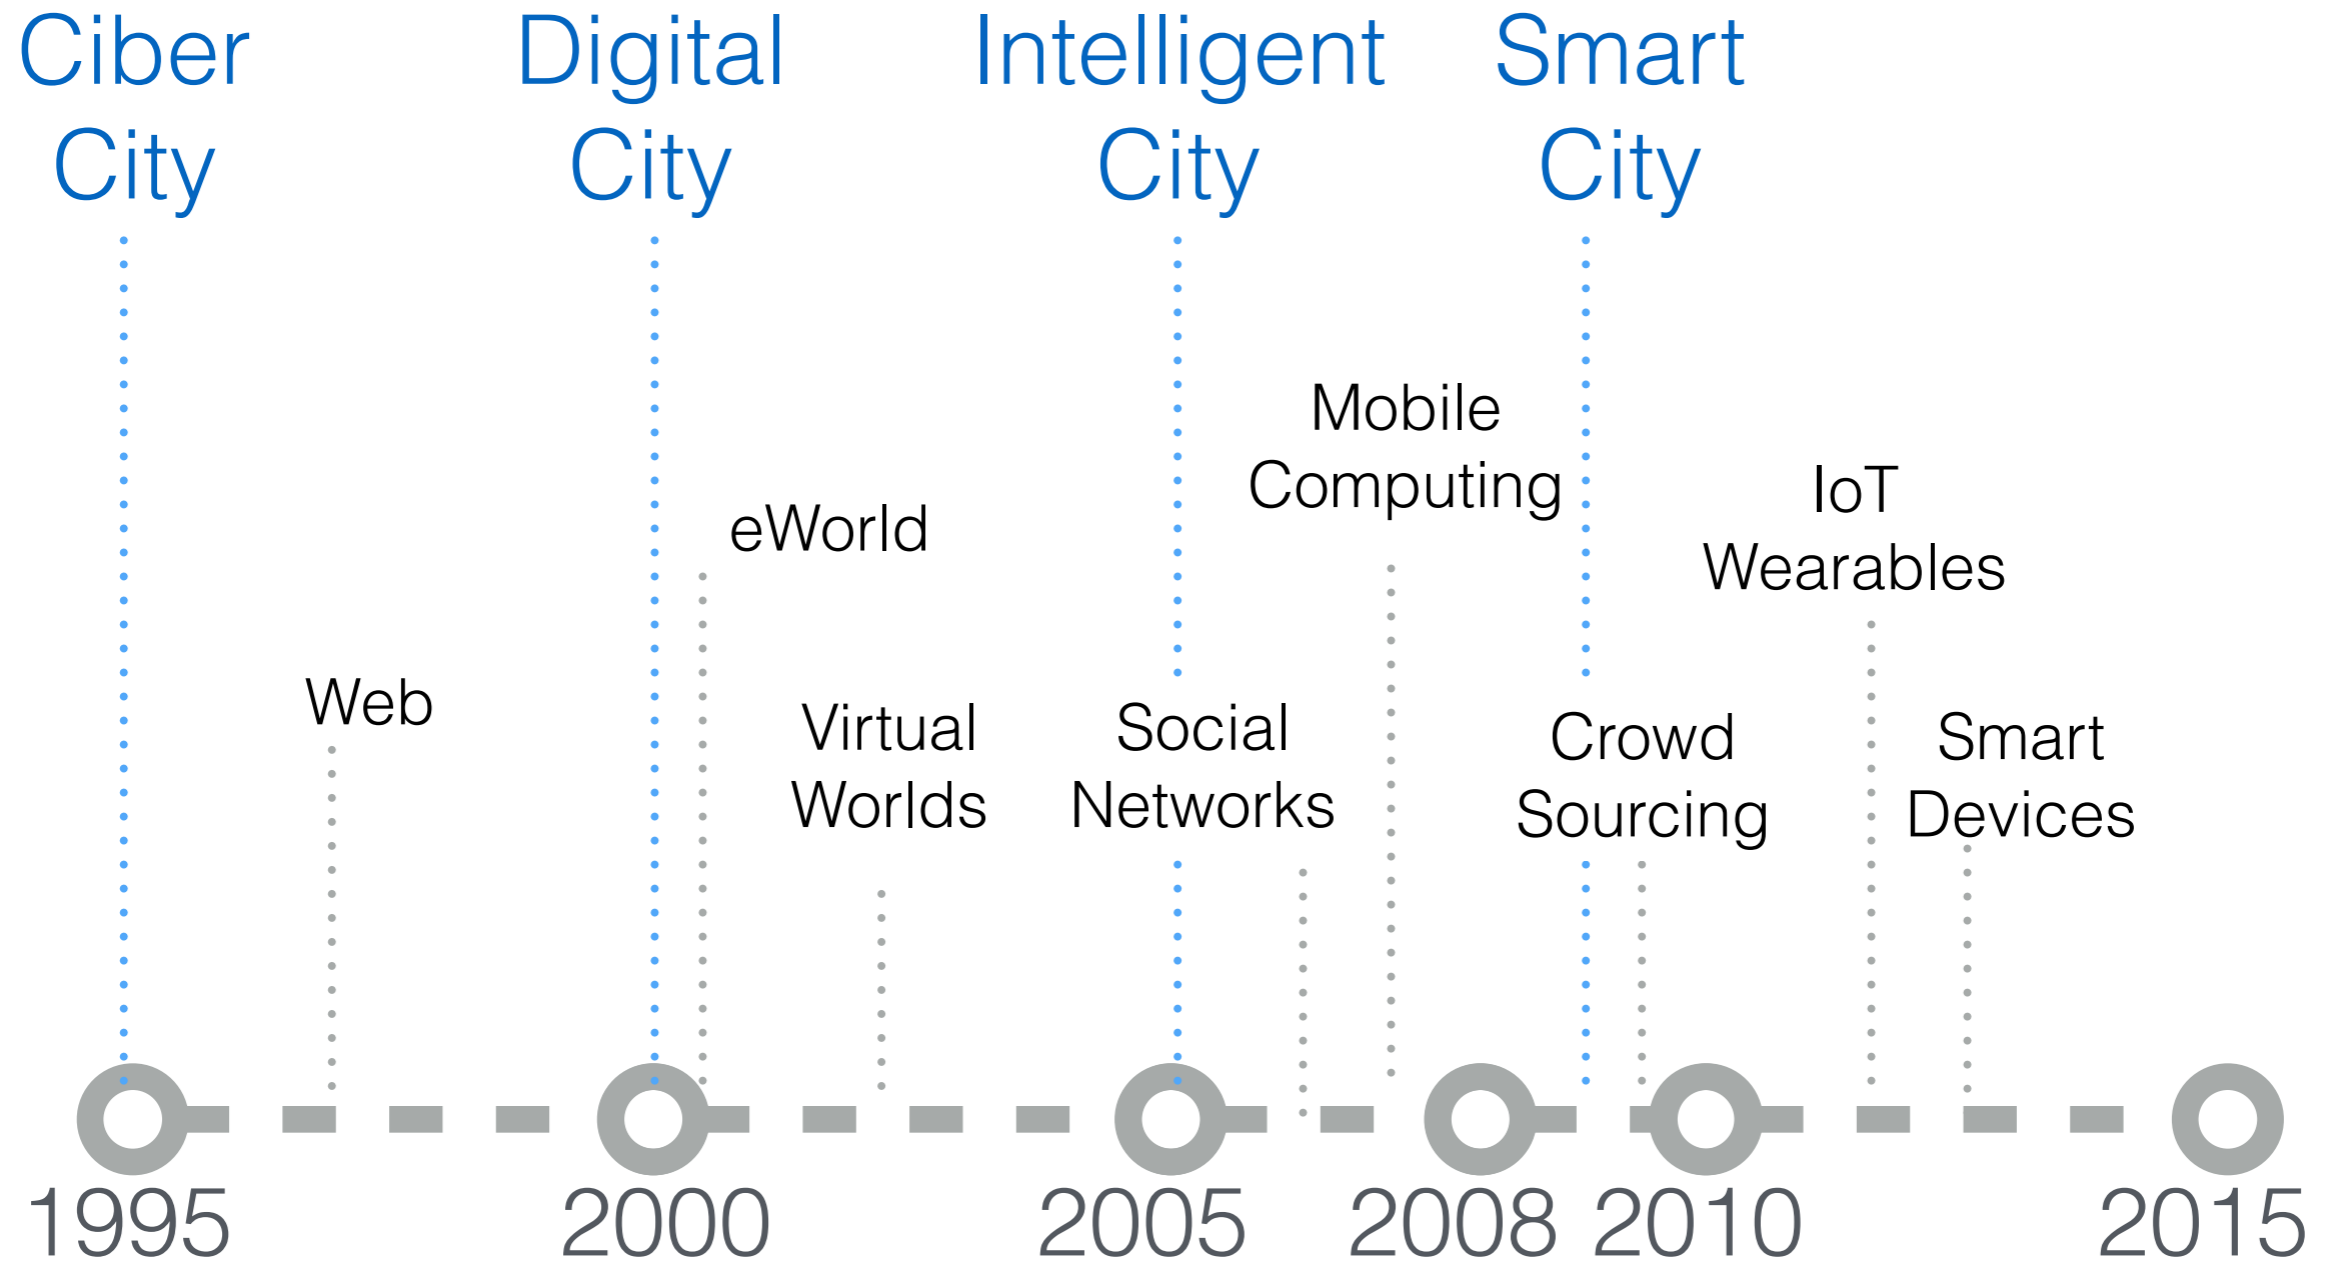 Ciber
City
Digital
City
Intelligent
City
Smart
City
Mobile
Computing
IoT
Wearables
eWorld
Web
Virtual
Worlds
Social
Networks
Crowd
Sourcing
Smart
Devices
1995
2000
2005
2008
2010
2015